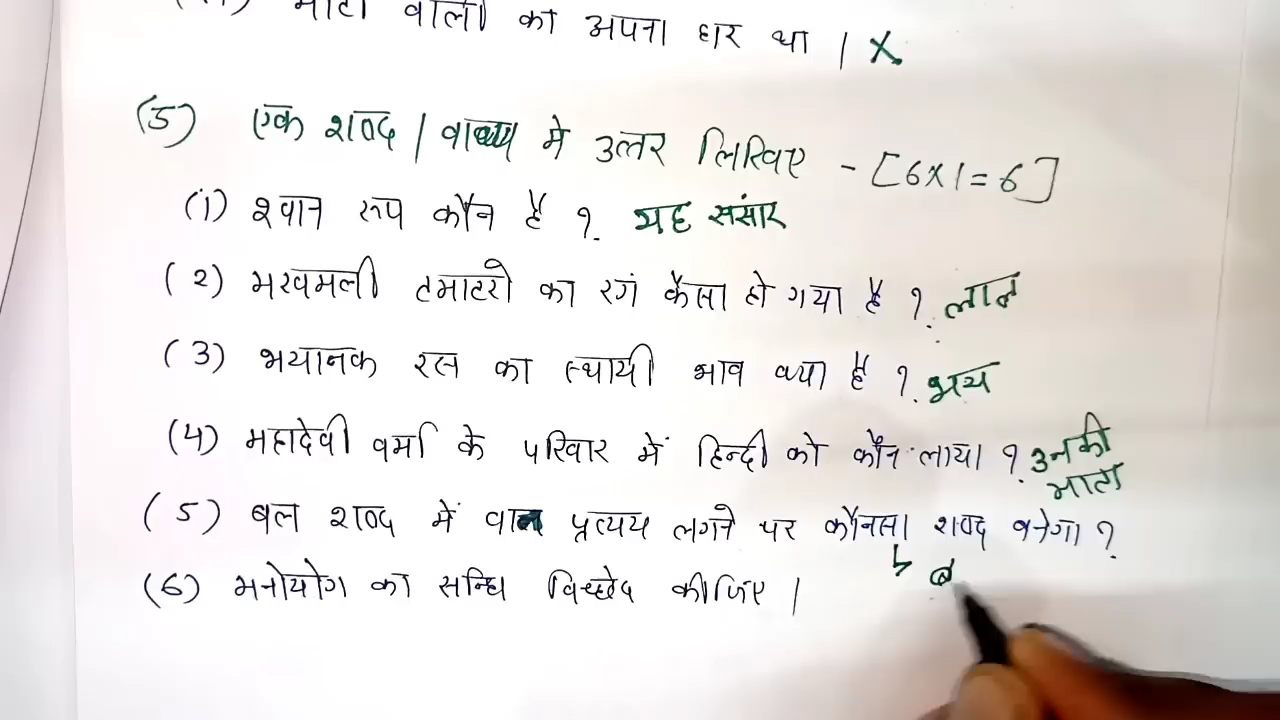 माटी वाली का अपना घर था । X
(5) एक शब्द / वाक्य मे उत्तर लिखिए - [6X1=6]
(1) श्वान रूप कौन है ? यह संसार
(2) मखमली टमाटरो का रगं कैसा हो गया है ? लाल
(3) भयानक रस का स्थायी भाव क्या है ? भय
(4) महादेवी वर्मा के परिवार में हिन्दी को कौन लाया ? उनकी
माता
(5) बल शब्द में वान प्रत्यय लगने पर कौनसा शब्द बनेगा ?
↳ ब
(6) मनोयोग का सन्धि विच्छेद कीजिए ।